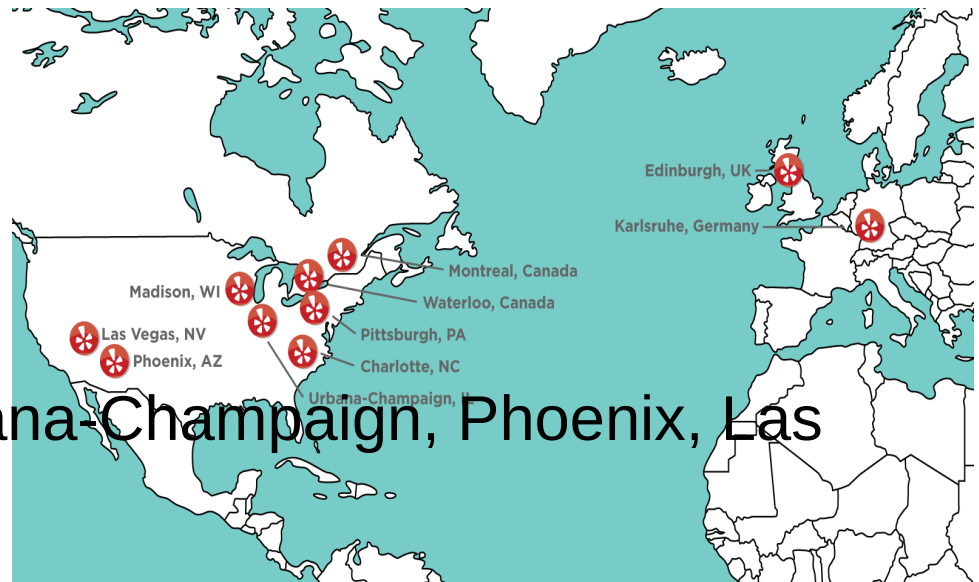 Edinburgh, UK
Karlsruhe, Germany
Montreal, Canada
Madison, WI
Waterloo, Canada
Las Vegas, NV
Pittsburgh, PA
Phoenix, AZ
Charlotte, NC
Urbana-Champaign,
ana-Champaign, Phoenix, Las